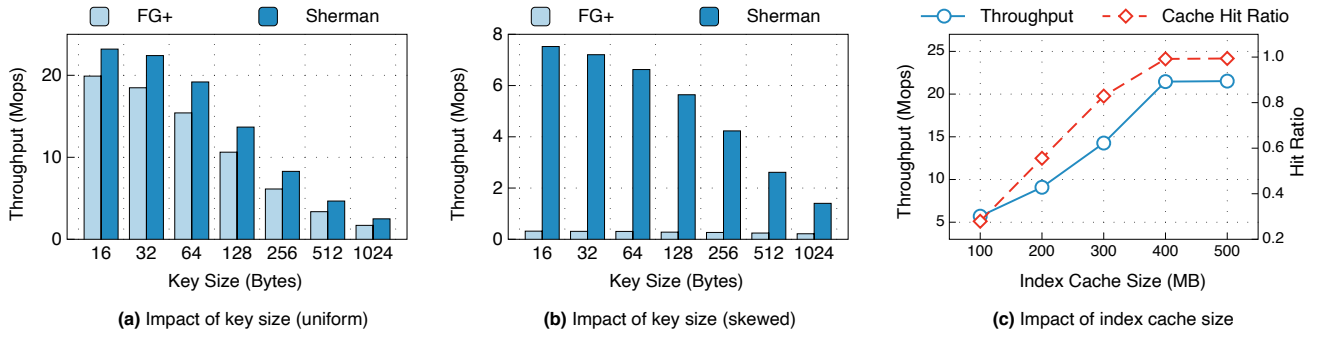 FG+ Sherman
Throughput (Mops)
20
10
0
16 32 64 128 256 512 1024
Key Size (Bytes)
(a) Impact of key size (uniform)
FG+ Sherman
Throughput (Mops)
8
6
4
2
0
16 32 64 128 256 512 1024
Key Size (Bytes)
(b) Impact of key size (skewed)
Throughput Cache Hit Ratio
Throughput (Mops)
25
20
15
10
5
1.0
0.8
0.6
0.4
0.2
Hit Ratio
100 200 300 400 500
Index Cache Size (MB)
(c) Impact of index cache size